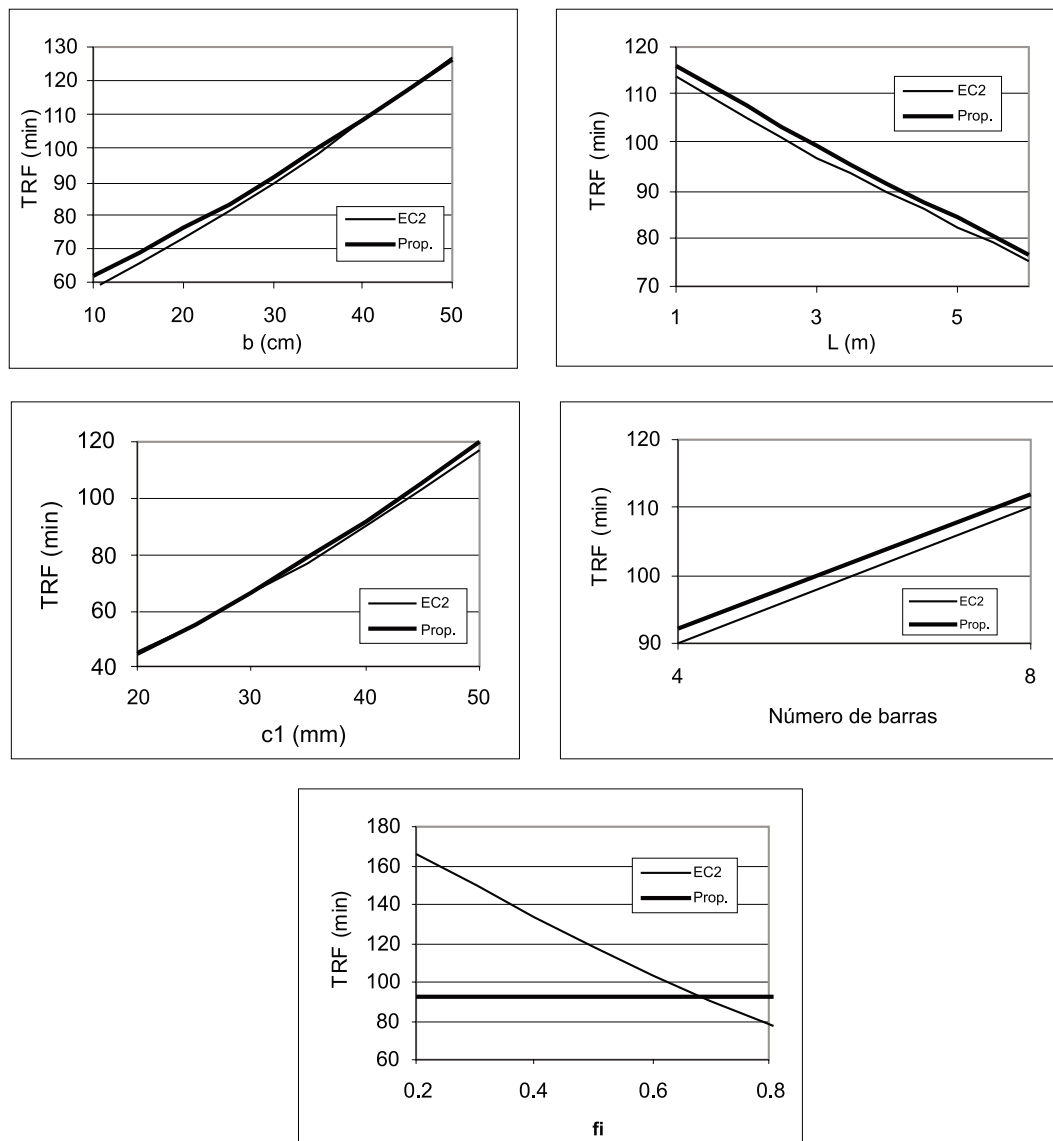 130
120
110
100
90
80
70
60
TRF (min)
EC2
Prop.
10 20 30 40 50
b (cm)
120
110
100
90
80
70
TRF (min)
EC2
Prop.
1 3 5
L (m)
120
100
80
60
40
TRF (min)
EC2
Prop.
20 30 40 50
c1 (mm)
120
110
100
90
TRF (min)
EC2
Prop.
4 8
Número de barras
180
160
140
120
100
80
60
TRF (min)
EC2
Prop.
0.2 0.4 0.6 0.8
fi